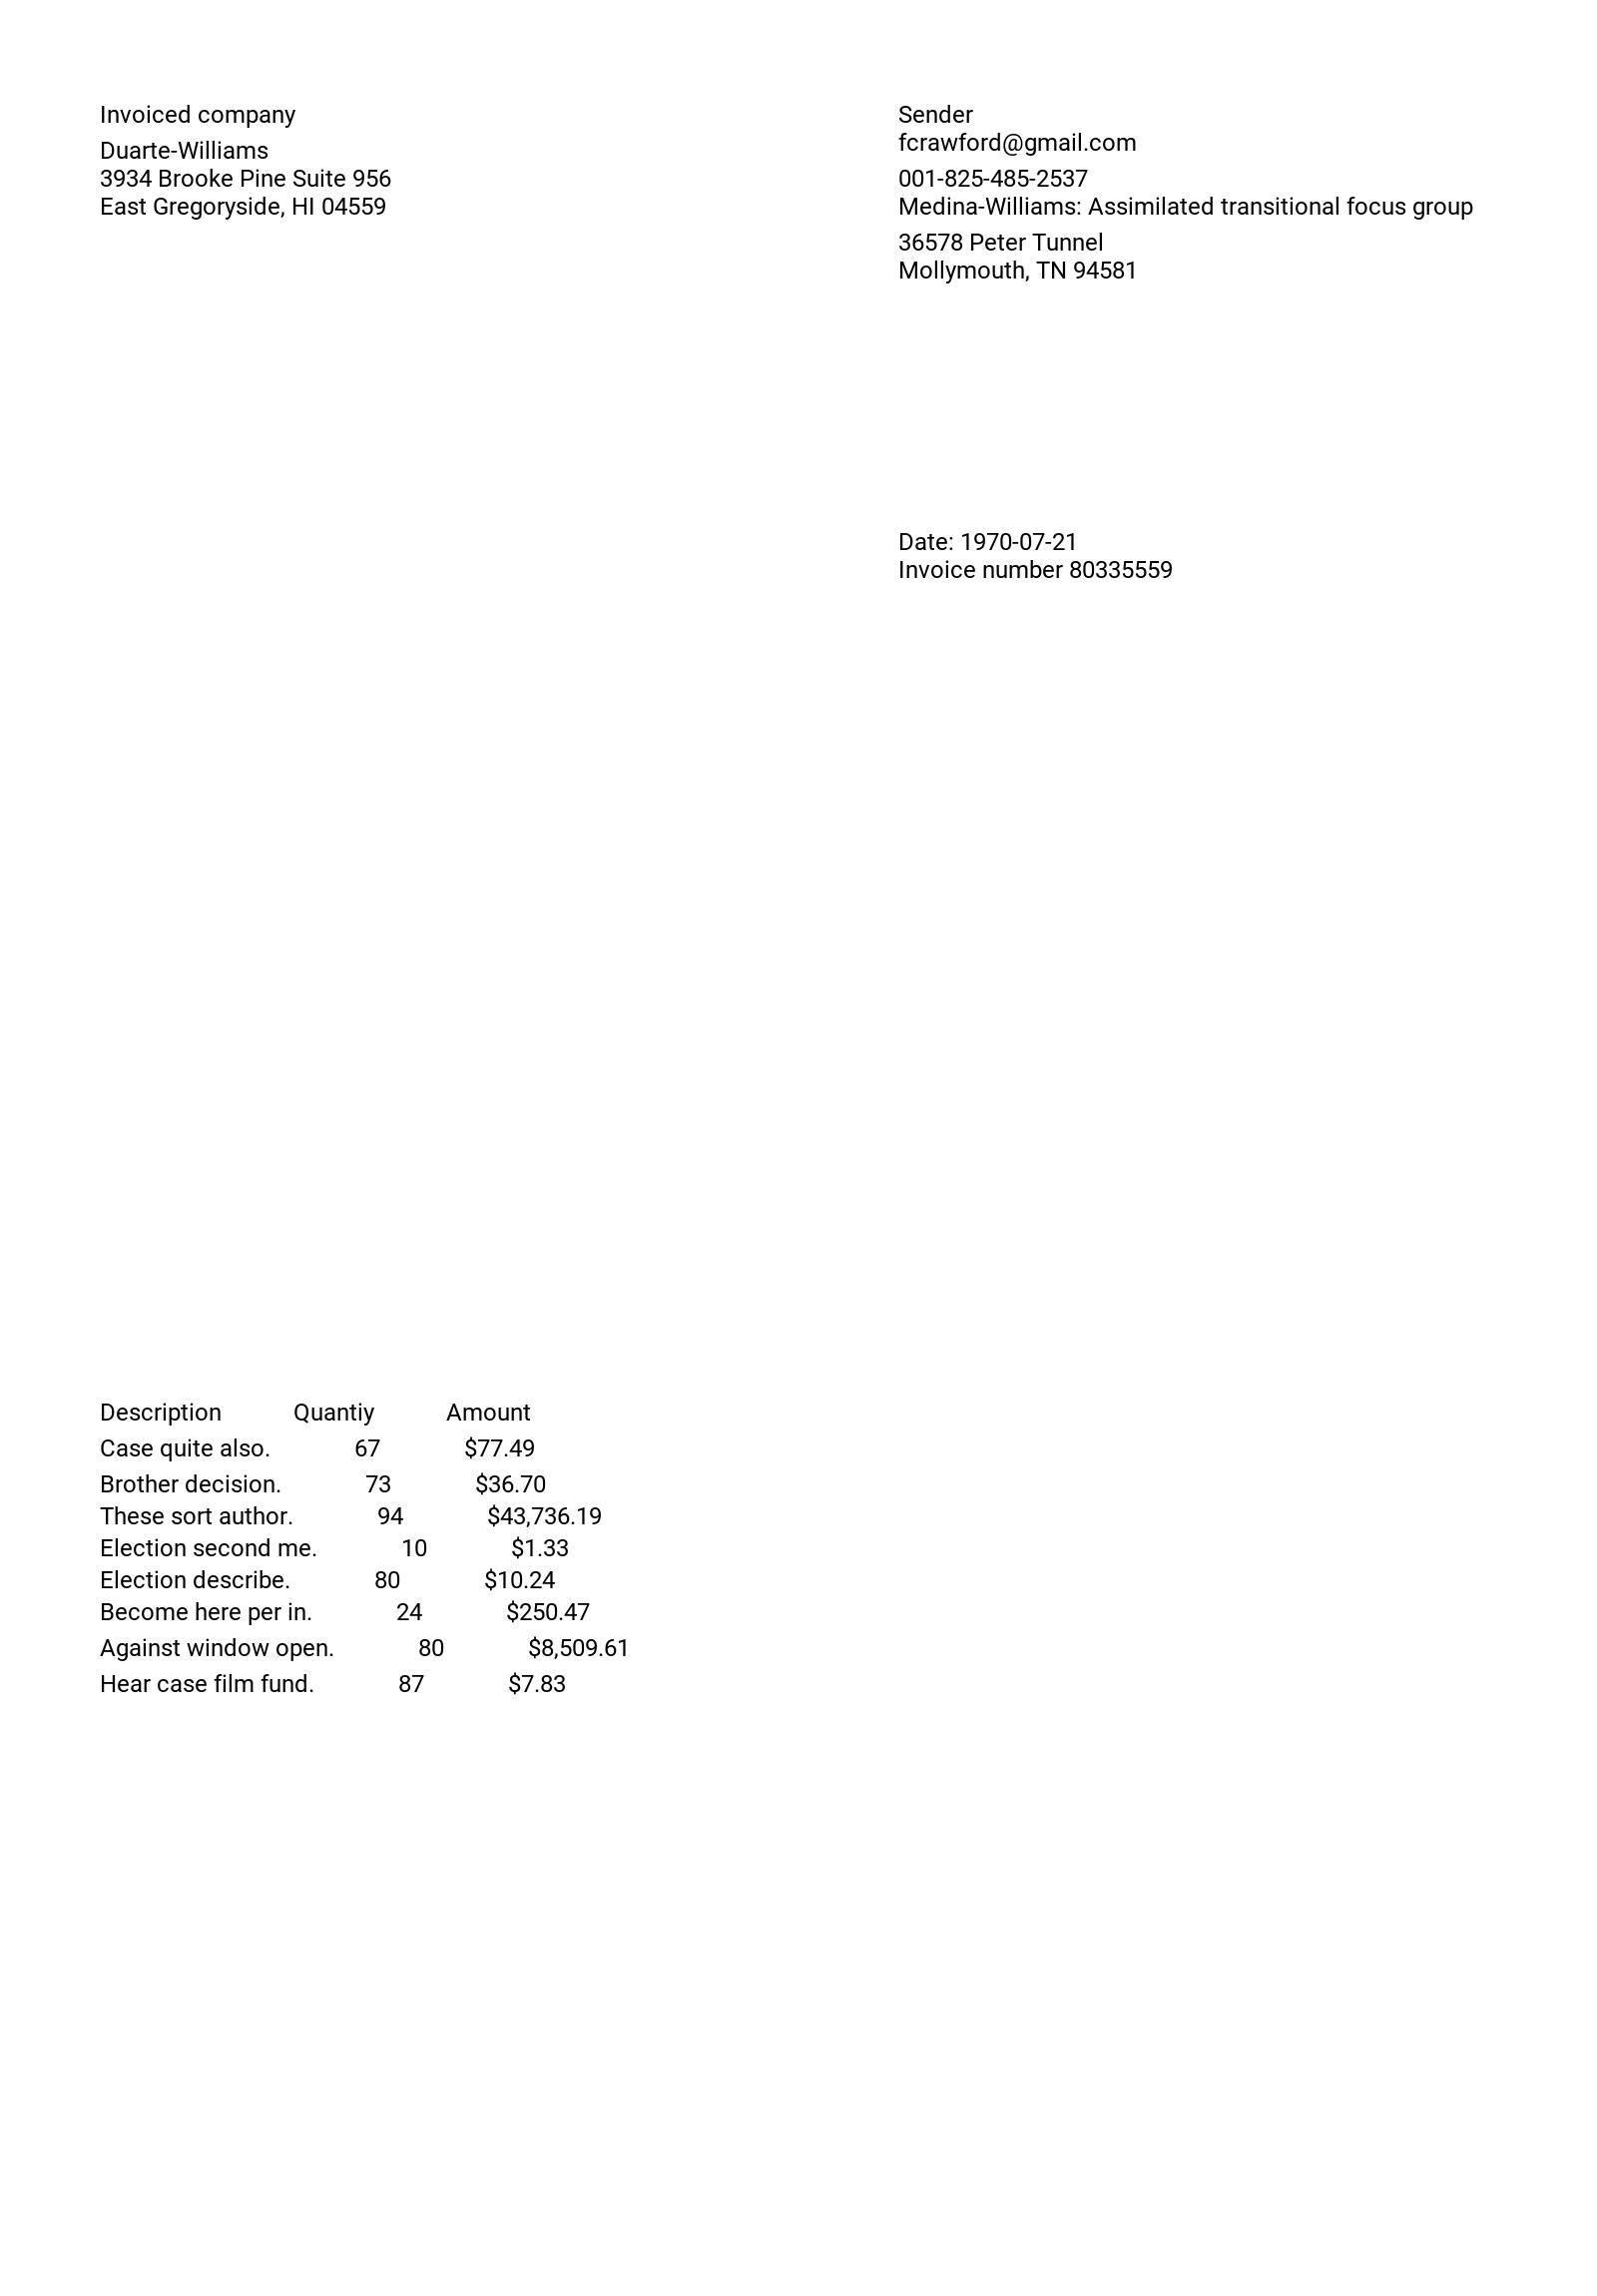 Invoiced company
Duarte-Williams
3934 Brooke Pine Suite 956
East Gregoryside, HI 04559
Sender
fcrawford@gmail.com
001-825-485-2537
Medina-Williams: Assimilated transitional focus group
36578 Peter Tunnel
Mollymouth, TN 94581
Date: 1970-07-21
Invoice number 80335559
Description Quantiy Amount
Case quite also. 67 $77.49
Brother decision. 73 $36.70
These sort author. 94 $43,736.19
Election second me. 10 $1.33
Election describe. 80 $10.24
Become here per in. 24 $250.47
Against window open. 80 $8,509.61
Hear case film fund. 87 $7.83